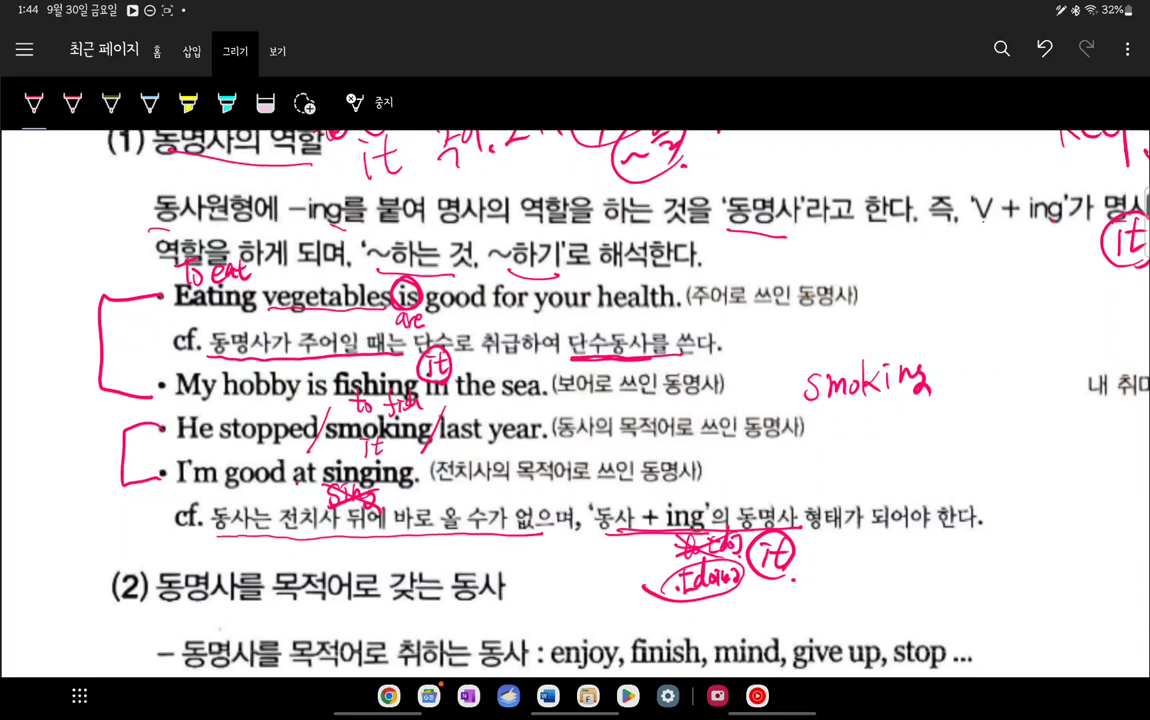 1:44 9월 30일 금요일 32%
최근 페이지 홈 삽입 그리기 보기
중지
(1) 동명사의 역할
it
동사원형에 –ing를 붙여 명사의 역할을 하는 것을 ‘동명사’라고 한다. 즉, ‘V + ing’가 명사
it
역할을 하게 되며, ‘~하는 것, ~하기’로 해석한다.
To eat
• Eating vegetables is good for your health. (주어로 쓰인 동명사)
are
cf. 동명사가 주어일 때는 단수로 취급하여 단수동사를 쓴다.
it
• My hobby is fishing in the sea. (보어로 쓰인 동명사) smoking 내 취미
to fish
• He stopped/smoking/last year. (동사의 목적어로 쓰인 동명사)
it
• I'm good at singing. (전치사의 목적어로 쓰인 동명사)
sing
cf. 동사는 전치사 뒤에 바로 올 수가 없으며, ‘동사 + ing’의 동명사 형태가 되어야 한다.
it
(2) 동명사를 목적어로 갖는 동사
– 동명사를 목적어로 취하는 동사 : enjoy, finish, mind, give up, stop ...